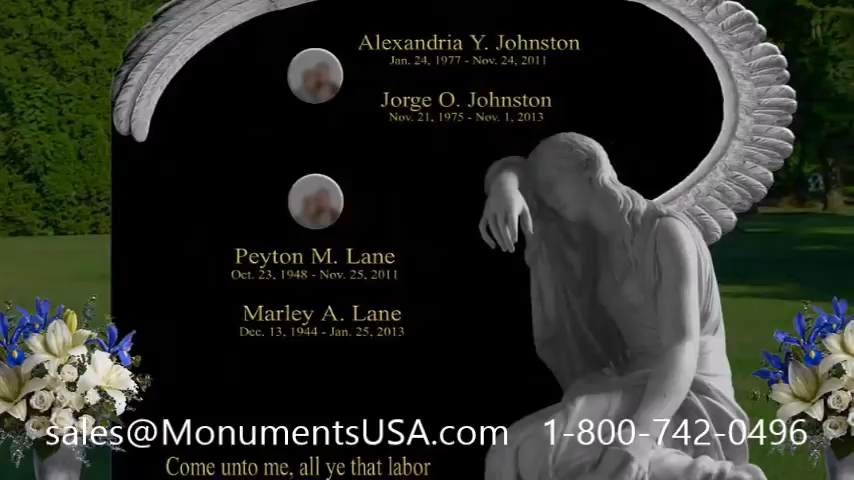 Alexandria Y. Johnston
Jan. 24, 1977 - Nov. 24, 2011
Jorge O. Johnston
Nov. 21, 1975 - Nov. 1, 2013
Peyton M. Lane
Oct. 23, 1948 - Nov. 25, 2011
Marley A. Lane
Dec. 13, 1944 - Jan. 25, 2013
sales@MonumentsUSA.com 1-800-742-0496
Come unto me, all ye that labor